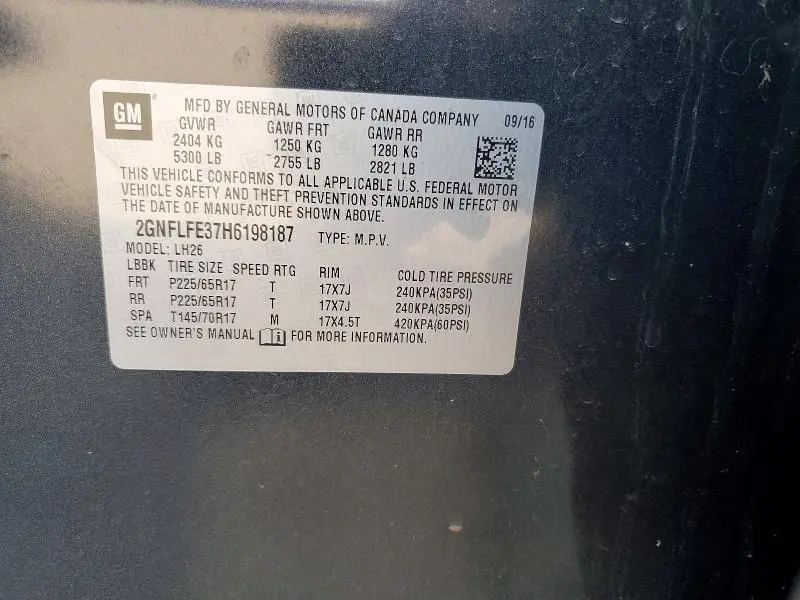 GM
MFD BY GENERAL MOTORS OF CANADA COMPANY 09/16
GVWR GAWR FRT GAWR RR
2404 KG 1250 KG 1280 KG
5300 LB 2755 LB 2821 LB
THIS VEHICLE CONFORMS TO ALL APPLICABLE U.S. FEDERAL MOTOR
VEHICLE SAFETY AND THEFT PREVENTION STANDARDS IN EFFECT ON
THE DATE OF MANUFACTURE SHOWN ABOVE.
2GNFLFE37H6198187 TYPE: M.P.V.
MODEL: LH26
LBBK TIRE SIZE SPEED RTG RIM COLD TIRE PRESSURE
FRT P225/65R17 T 17X7J 240KPA(35PSI)
RR P225/65R17 T 17X7J 240KPA(35PSI)
SPA T145/70R17 M 17X4.5T 420KPA(60PSI)
SEE OWNER'S MANUAL FOR MORE INFORMATION.